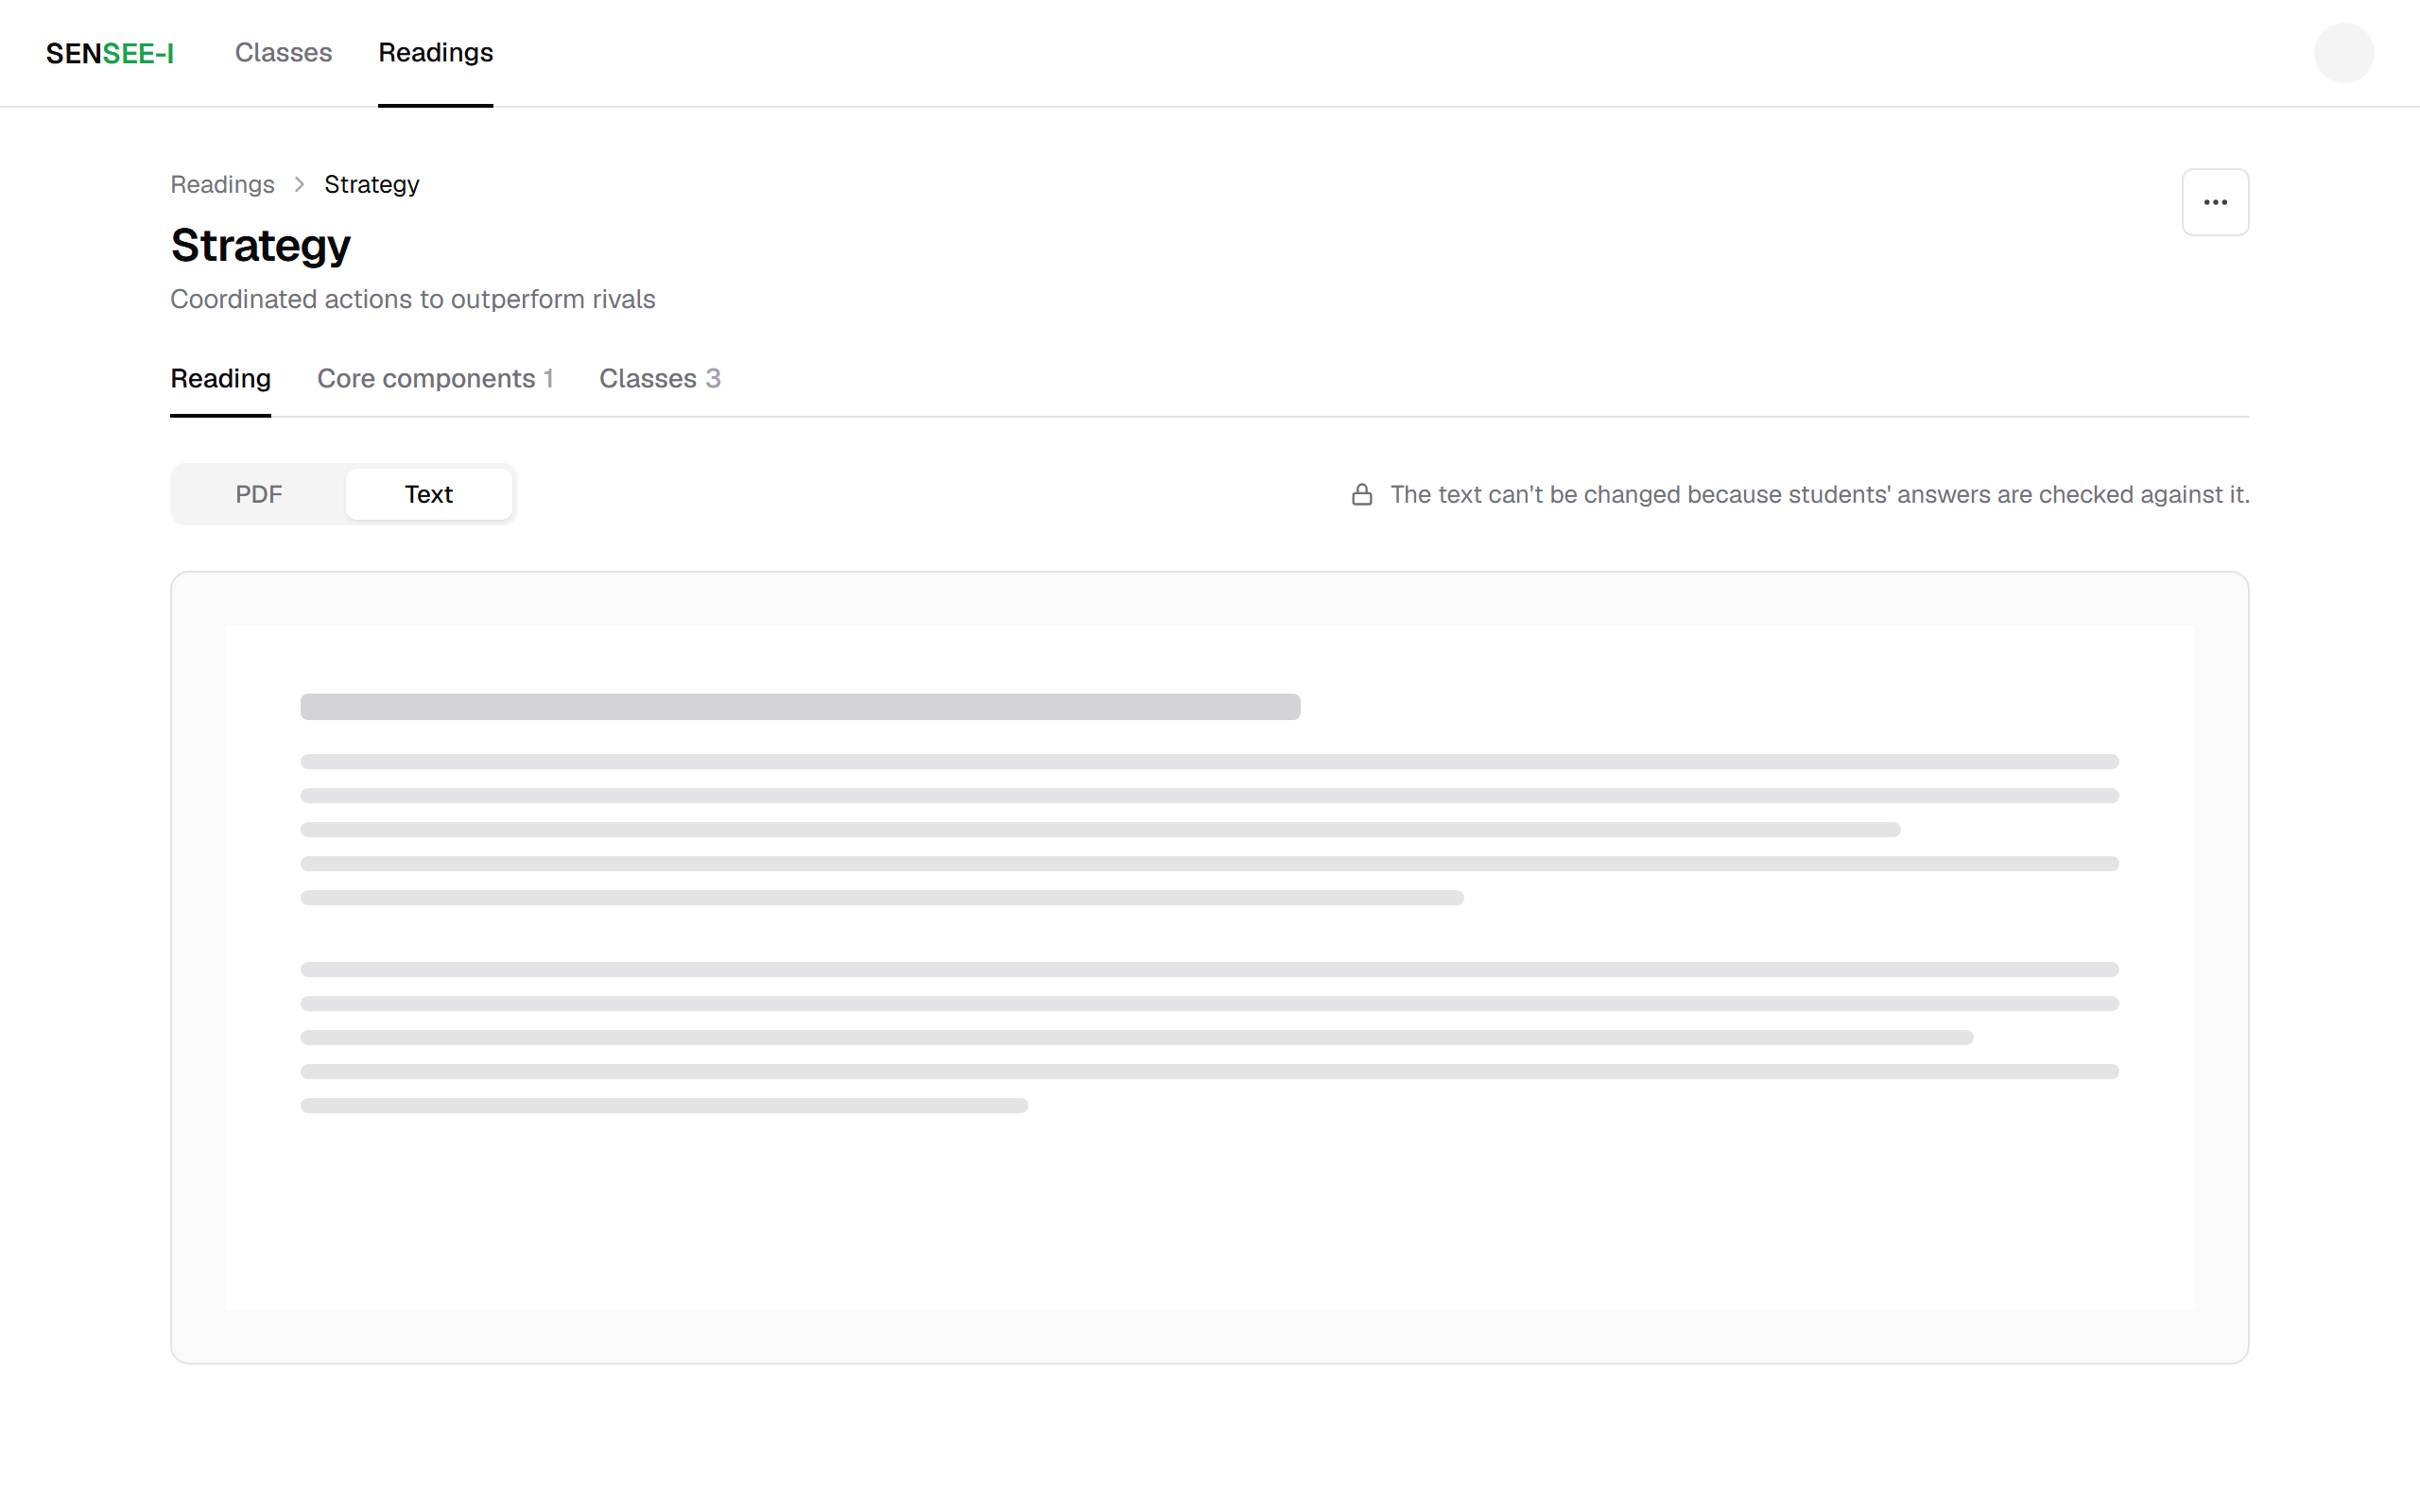 SENSEE-I Classes Readings
Readings > Strategy
Strategy
Coordinated actions to outperform rivals
Reading Core components 1 Classes 3
PDF Text The text can't be changed because students' answers are checked against it.